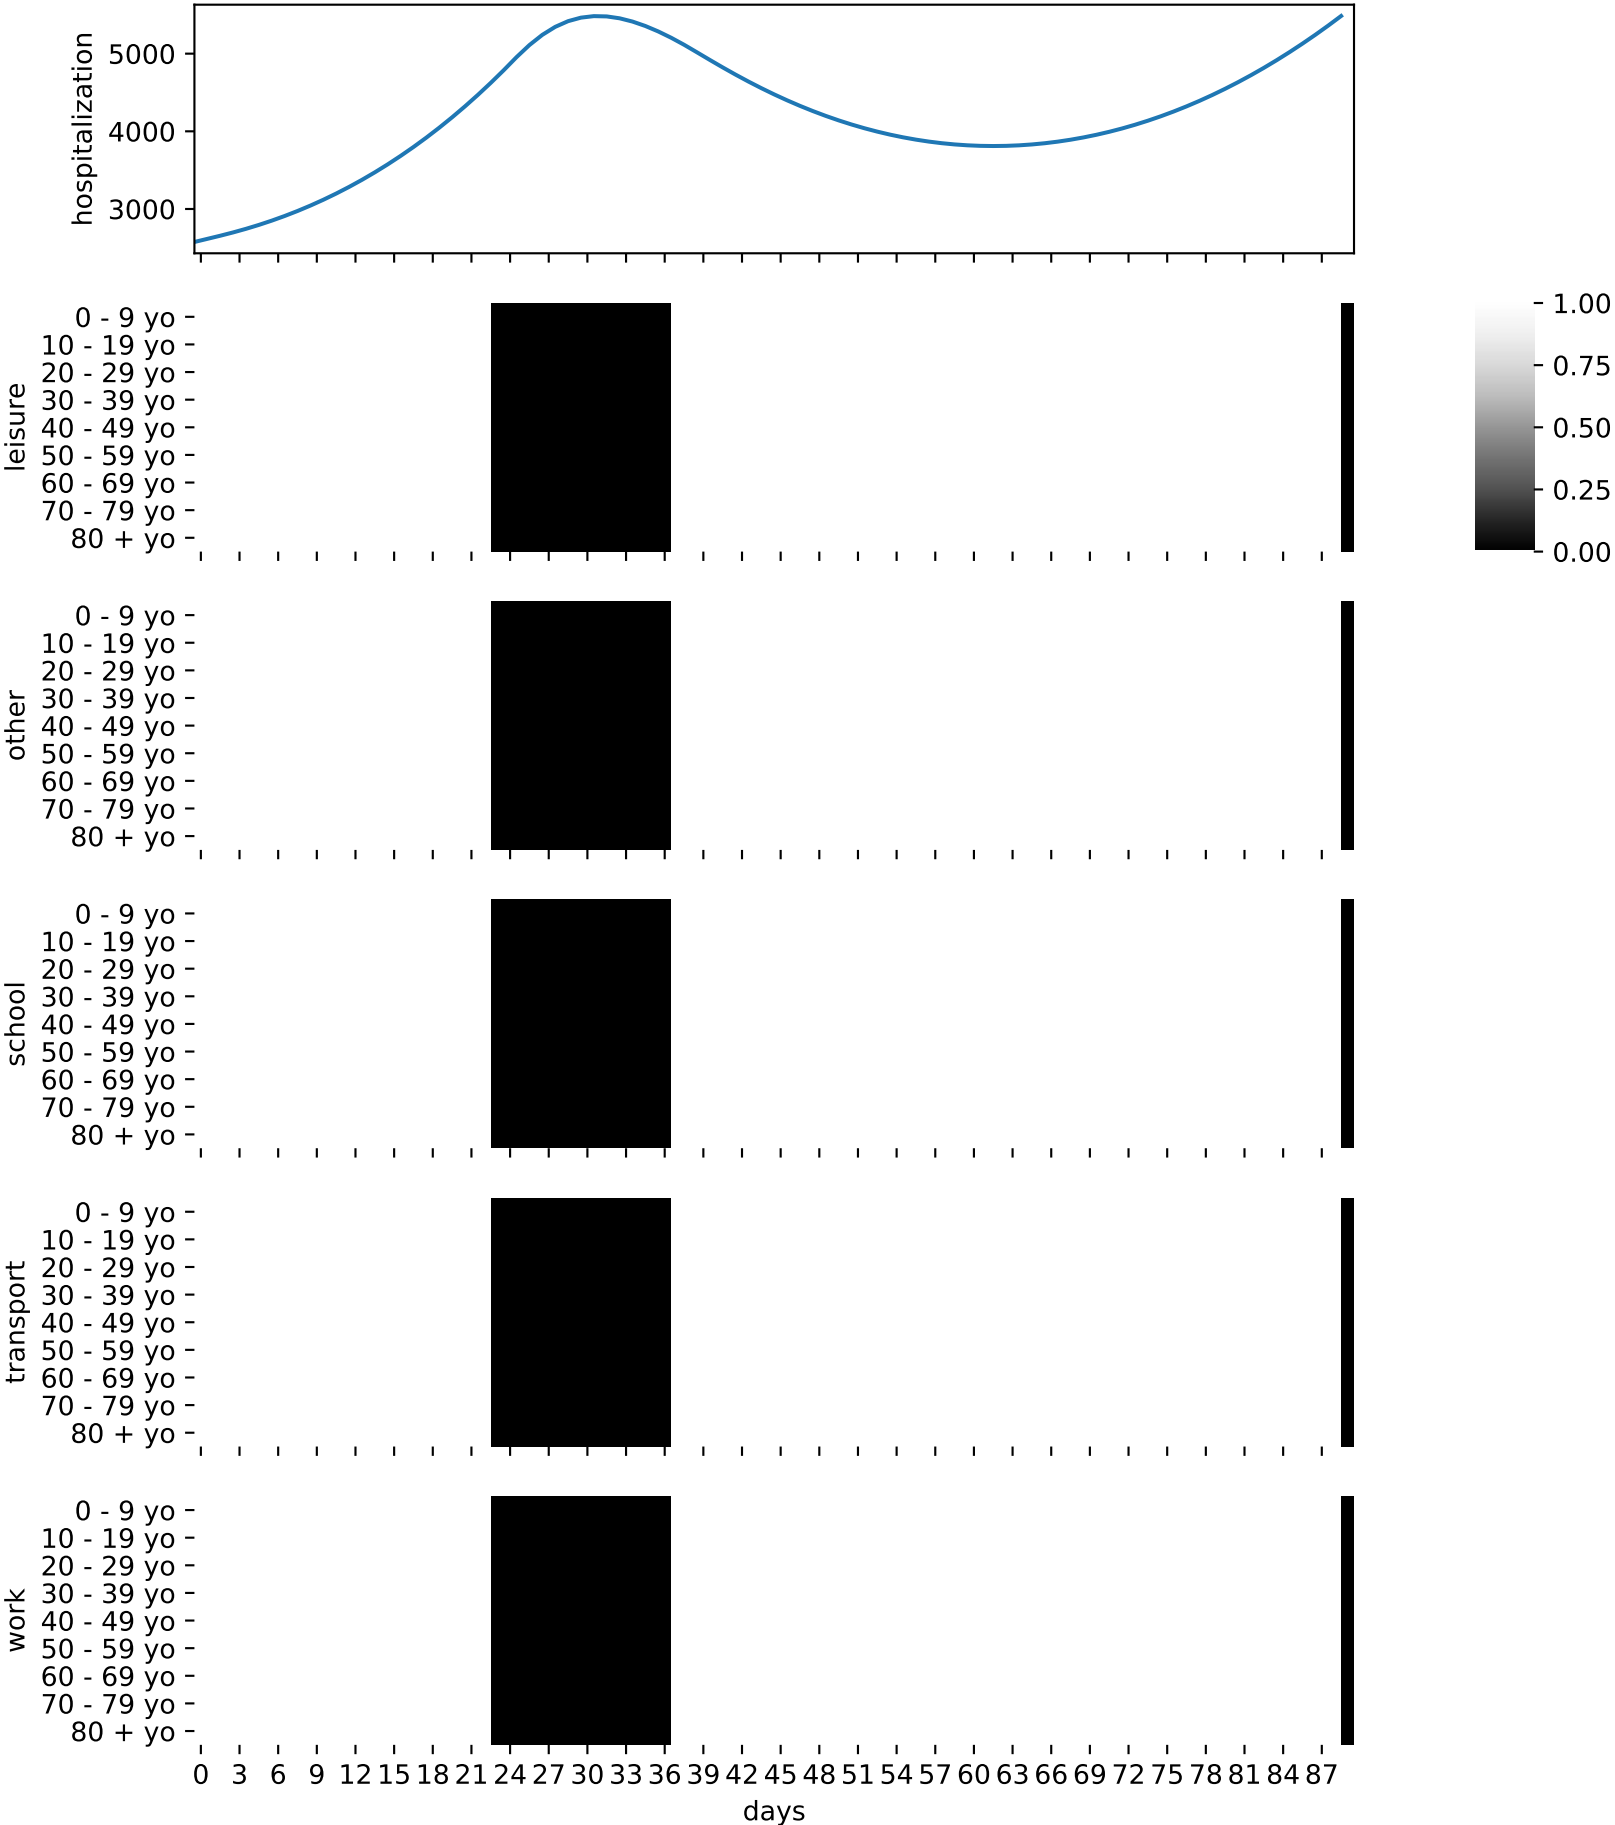 hospitalization
5000
4000
3000
leisure
0 - 9 yo
10 - 19 yo
20 - 29 yo
30 - 39 yo
40 - 49 yo
50 - 59 yo
60 - 69 yo
70 - 79 yo
80 + yo
1.00
0.75
0.50
0.25
0.00
other
0 - 9 yo
10 - 19 yo
20 - 29 yo
30 - 39 yo
40 - 49 yo
50 - 59 yo
60 - 69 yo
70 - 79 yo
80 + yo
school
0 - 9 yo
10 - 19 yo
20 - 29 yo
30 - 39 yo
40 - 49 yo
50 - 59 yo
60 - 69 yo
70 - 79 yo
80 + yo
transport
0 - 9 yo
10 - 19 yo
20 - 29 yo
30 - 39 yo
40 - 49 yo
50 - 59 yo
60 - 69 yo
70 - 79 yo
80 + yo
work
0 - 9 yo
10 - 19 yo
20 - 29 yo
30 - 39 yo
40 - 49 yo
50 - 59 yo
60 - 69 yo
70 - 79 yo
80 + yo
0 3 6 9 12 15 18 21 24 27 30 33 36 39 42 45 48 51 54 57 60 63 66 69 72 75 78 81 84 87
days